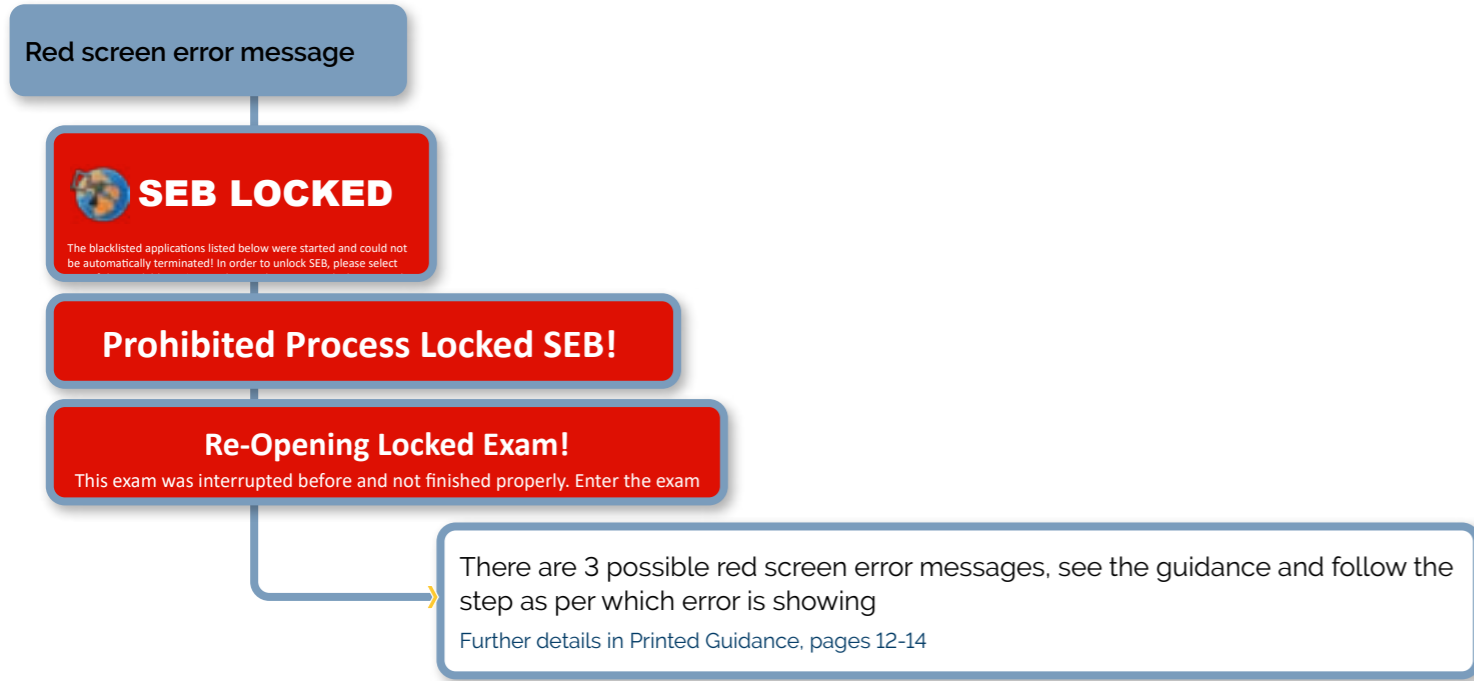 Red screen error message
SEB LOCKED
The blacklisted applications listed below were started and could not
be automatically terminated! In order to unlock SEB, please select
Prohibited Process Locked SEB!
Re-Opening Locked Exam!
This exam was interrupted before and not finished properly. Enter the exam
There are 3 possible red screen error messages, see the guidance and follow the
step as per which error is showing
Further details in Printed Guidance, pages 12-14